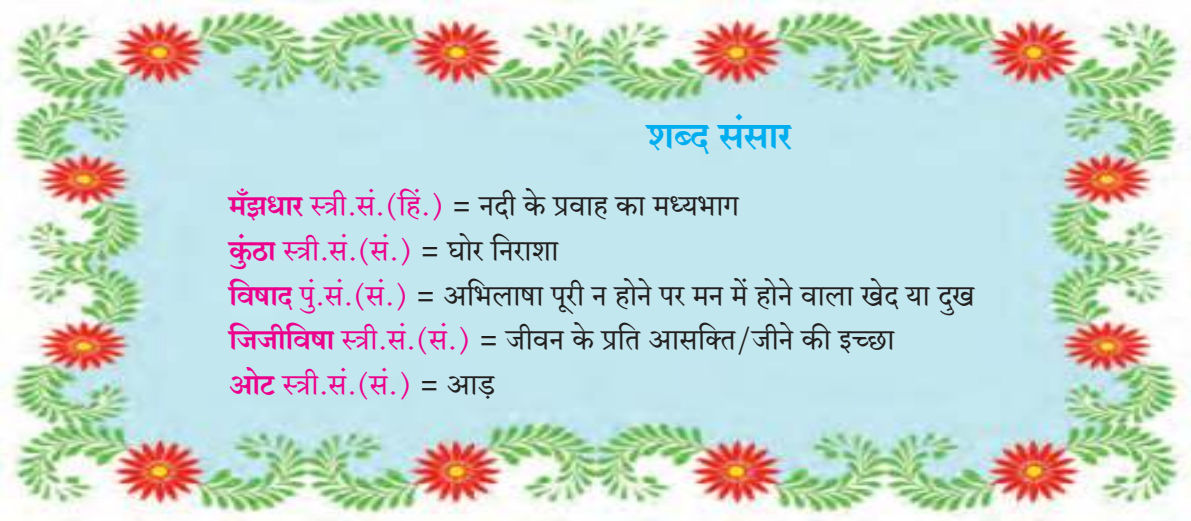 शब्द संसार
मँझधार स्त्री.सं.(हिं.) = नदी के प्रवाह का मध्यभाग
कुंठा स्त्री.सं.(सं.) = घोर निराशा
विषाद पुं.सं.(सं.) = अभिलाषा पूरी न होने पर मन में होने वाला खेद या दुख
जिजीविषा स्त्री.सं.(सं.) = जीवन के प्रति आसक्ति/जीने की इच्छा
ओट स्त्री.सं.(सं.) = आड़